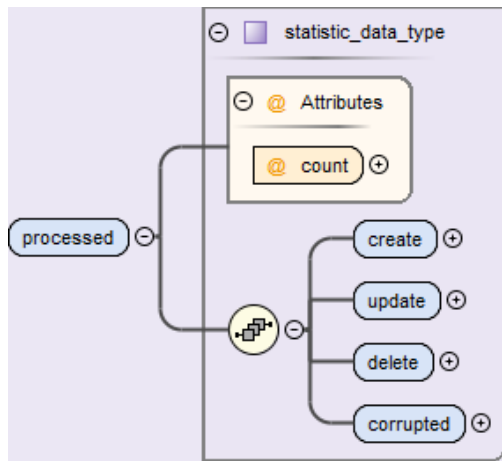 statistic_data_type
@ Attributes
@ count
processed
create
update
delete
corrupted